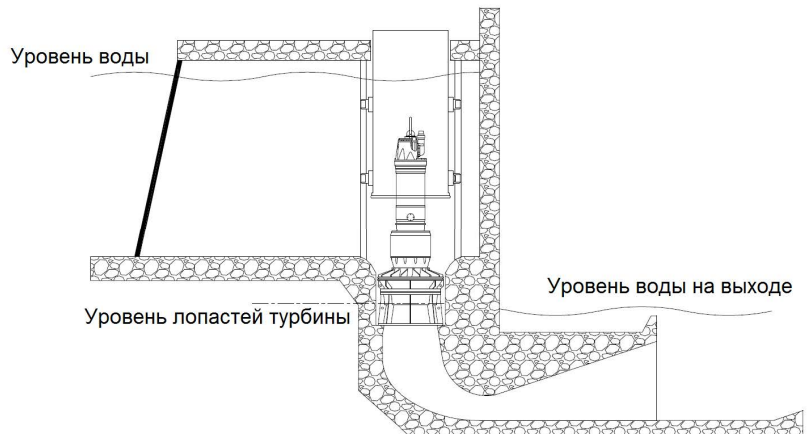 Уровень воды
Уровень воды на выходе
Уровень лопастей турбины